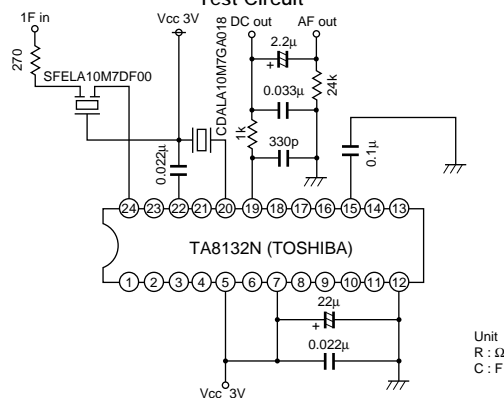 Test Circuit
1F in
Vcc 3V
DC out
AF out
270
SFELA10M7DF00
CDALA10M7GA018
2.2μ
+
24k
0.033μ
1k
330p
0.022μ
0.1μ
24 23 22 21 20 19 18 17 16 15 14 13
TA8132N (TOSHIBA)
1 2 3 4 5 6 7 8 9 10 11 12
22μ
+
0.022μ
Vcc 3V
Unit
R : Ω
C : F